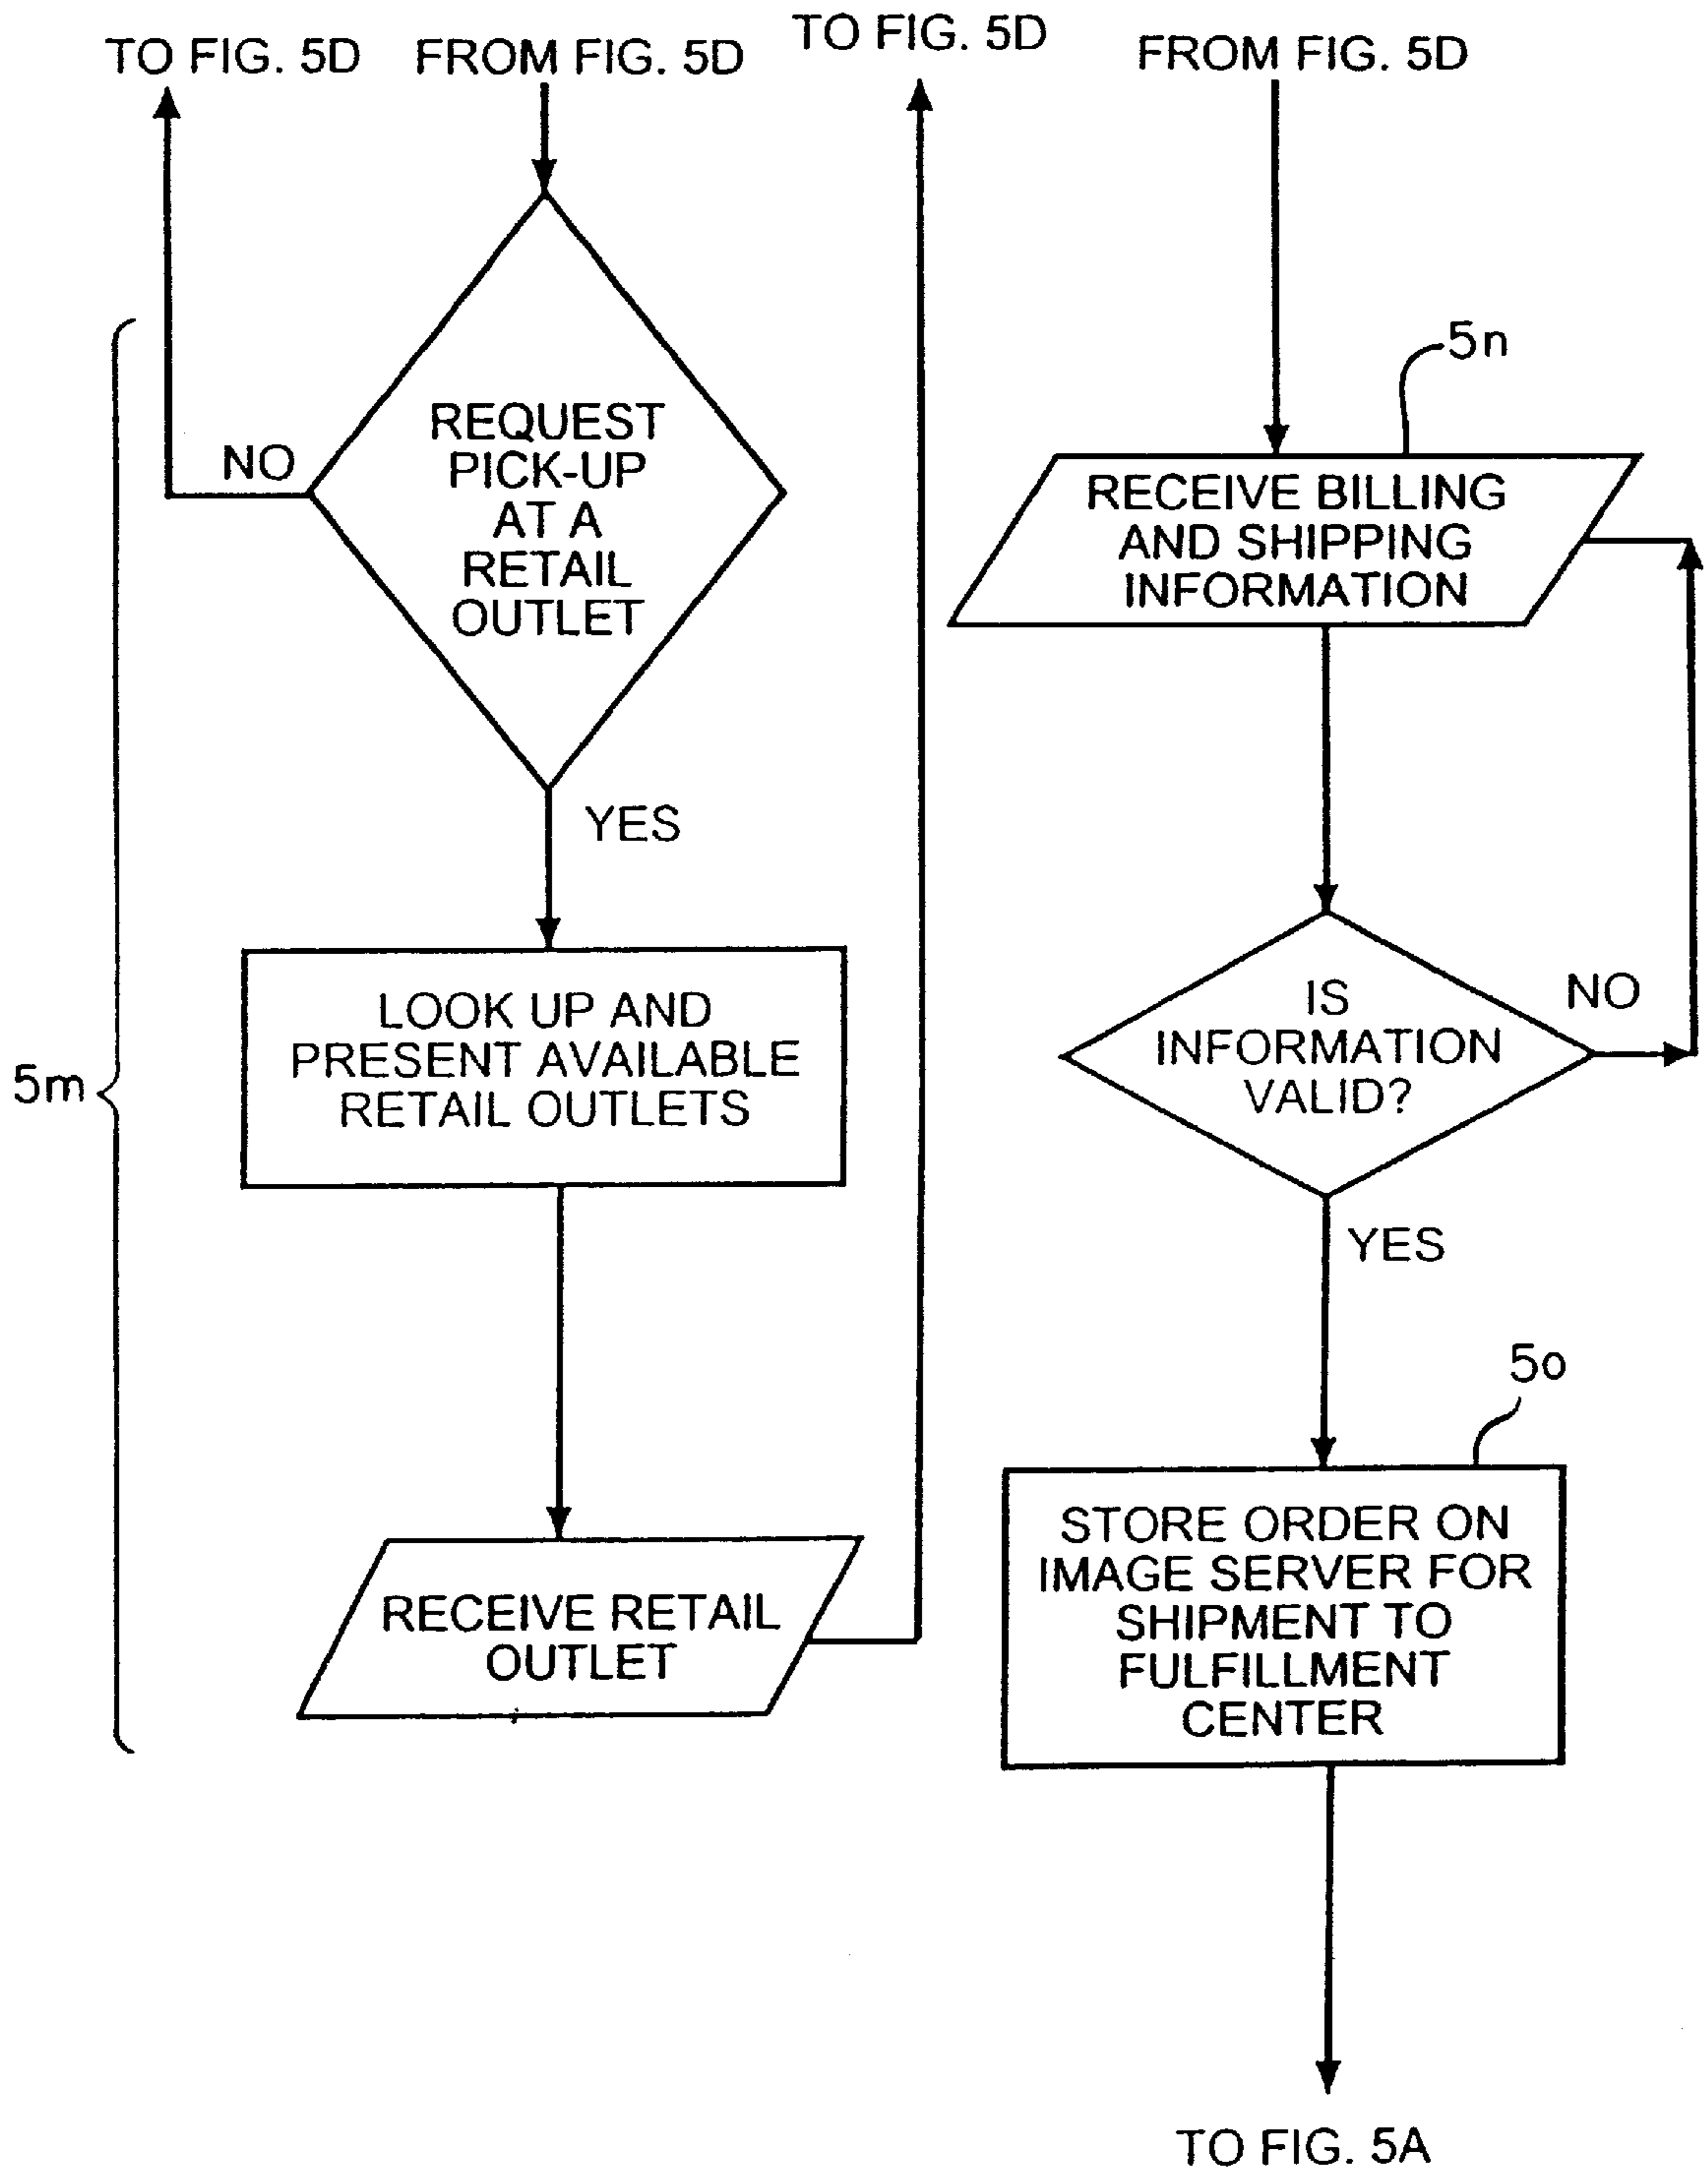 TO FIG. 5D
FROM FIG. 5D
TO FIG. 5D
FROM FIG. 5D
REQUEST
PICK-UP
AT A
RETAIL
OUTLET
NO
YES
5m
LOOK UP AND
PRESENT AVAILABLE
RETAIL OUTLETS
RECEIVE RETAIL
OUTLET
5n
RECEIVE BILLING
AND SHIPPING
INFORMATION
IS
INFORMATION
VALID?
NO
YES
5o
STORE ORDER ON
IMAGE SERVER FOR
SHIPMENT TO
FULFILLMENT
CENTER
TO FIG. 5A